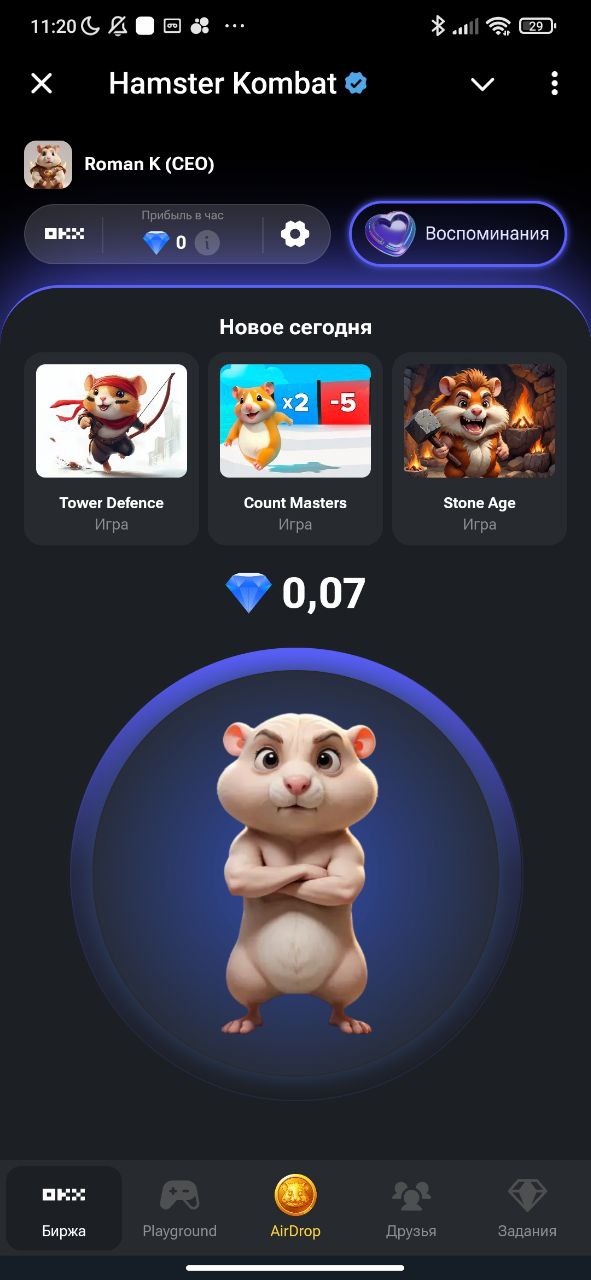 11:20
29
Hamster Kombat
Roman K (CEO)
OKX
Прибыль в час
0
i
Воспоминания
Новое сегодня
x2
-5
Tower Defence
Игра
Count Masters
Игра
Stone Age
Игра
0,07
OKX
Биржа
Playground
AirDrop
Друзья
Задания